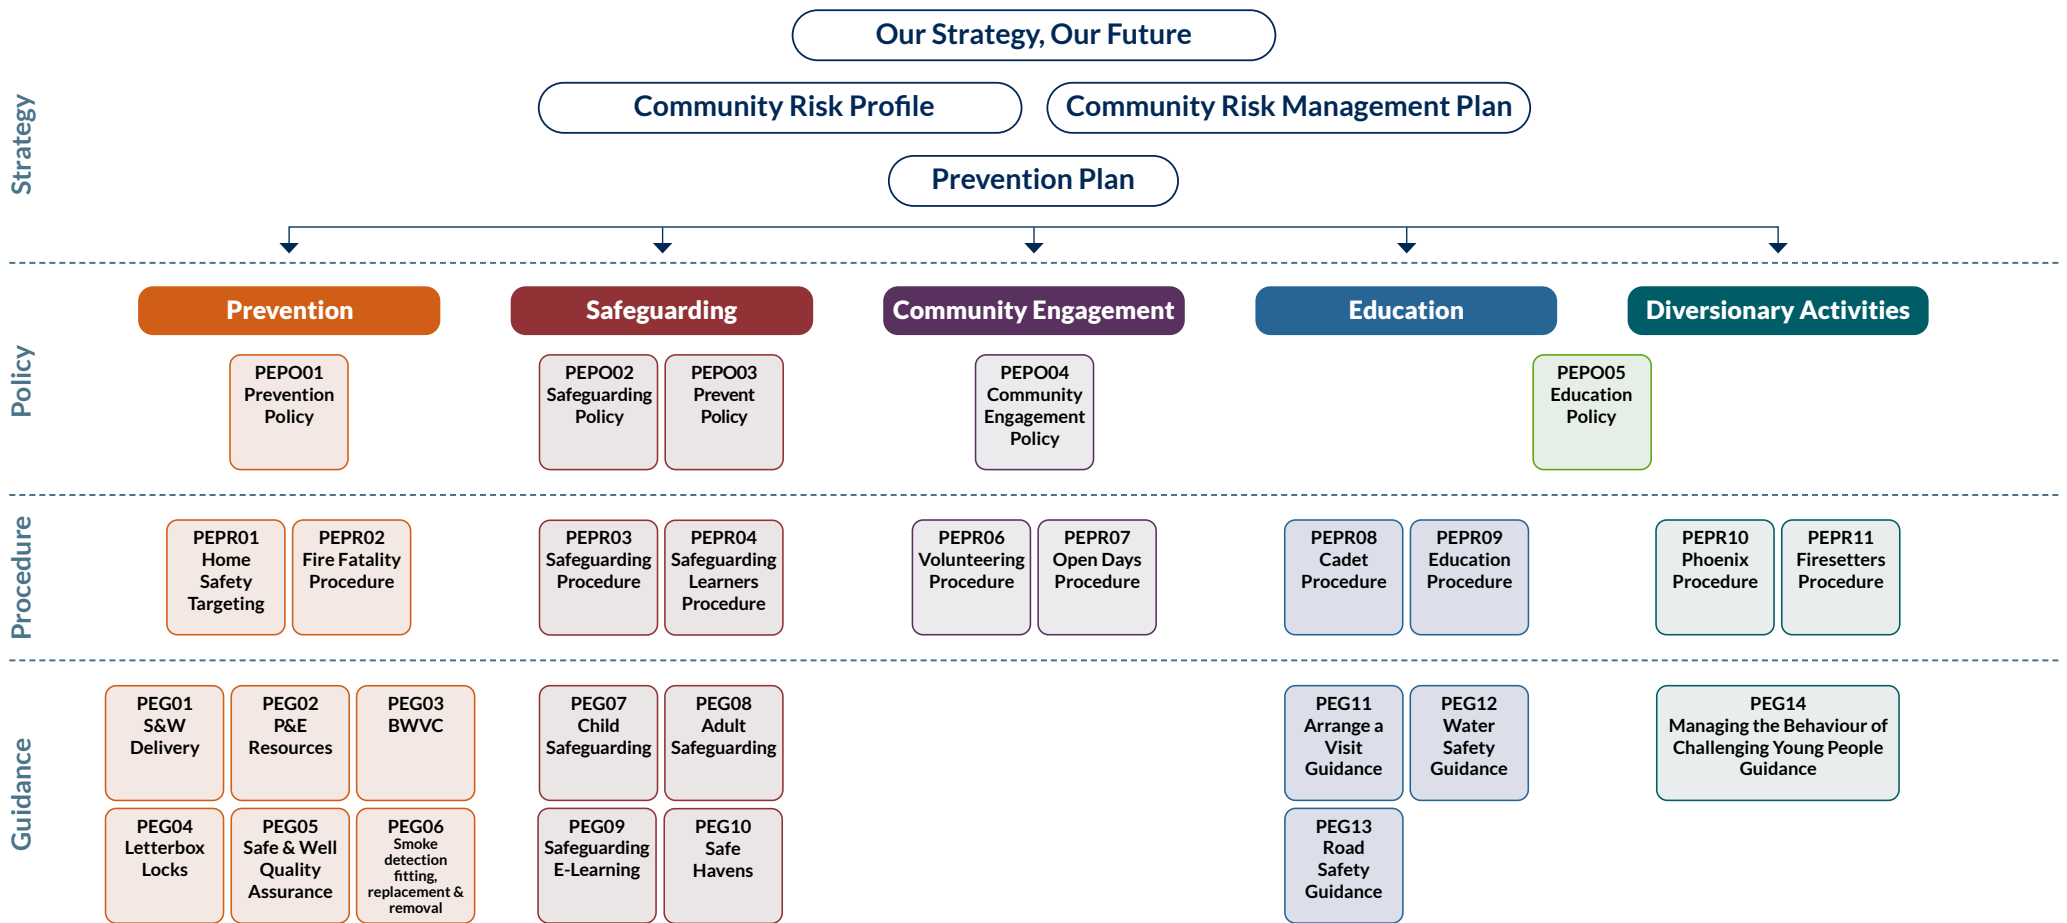 Our Strategy, Our Future
Community Risk Profile
Community Risk Management Plan
Prevention Plan
Strategy
Policy
Prevention
Safeguarding
Community Engagement
Education
Diversionary Activities
PEPO01
Prevention
Policy
PEPO02
Safeguarding
Policy
PEPO03
Prevent
Policy
PEPO04
Community
Engagement
Policy
PEPO05
Education
Policy
Procedure
PEPR01
Home
Safety
Targeting
PEPR02
Fire Fatality
Procedure
PEPR03
Safeguarding
Procedure
PEPR04
Safeguarding
Learners
Procedure
PEPR06
Volunteering
Procedure
PEPR07
Open Days
Procedure
PEPR08
Cadet
Procedure
PEPR09
Education
Procedure
PEPR10
Phoenix
Procedure
PEPR11
Firesetters
Procedure
Guidance
PEG01
S&W
Delivery
PEG02
P&E
Resources
PEG03
BWVC
PEG04
Letterbox
Locks
PEG05
Safe & Well
Quality
Assurance
PEG06
Smoke
detection
fitting,
replacement &
removal
PEG07
Child
Safeguarding
PEG08
Adult
Safeguarding
PEG09
Safeguarding
E-Learning
PEG10
Safe
Havens
PEG11
Arrange a
Visit
Guidance
PEG12
Water
Safety
Guidance
PEG13
Road
Safety
Guidance
PEG14
Managing the Behaviour of
Challenging Young People
Guidance